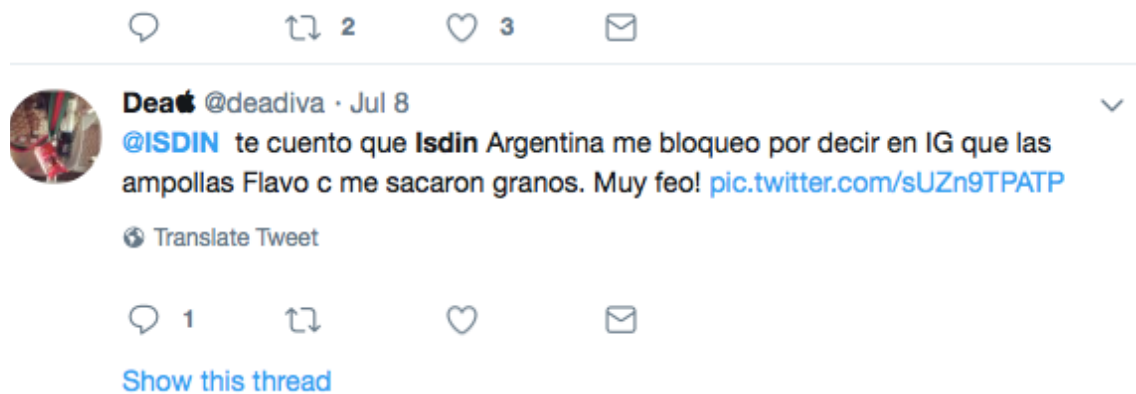 2 3
Dea @deadiva · Jul 8
@ISDIN te cuento que Isdin Argentina me bloqueo por decir en IG que las
ampollas Flavo c me sacaron granos. Muy feo! pic.twitter.com/sUZn9TPATP
Translate Tweet
1
Show this thread